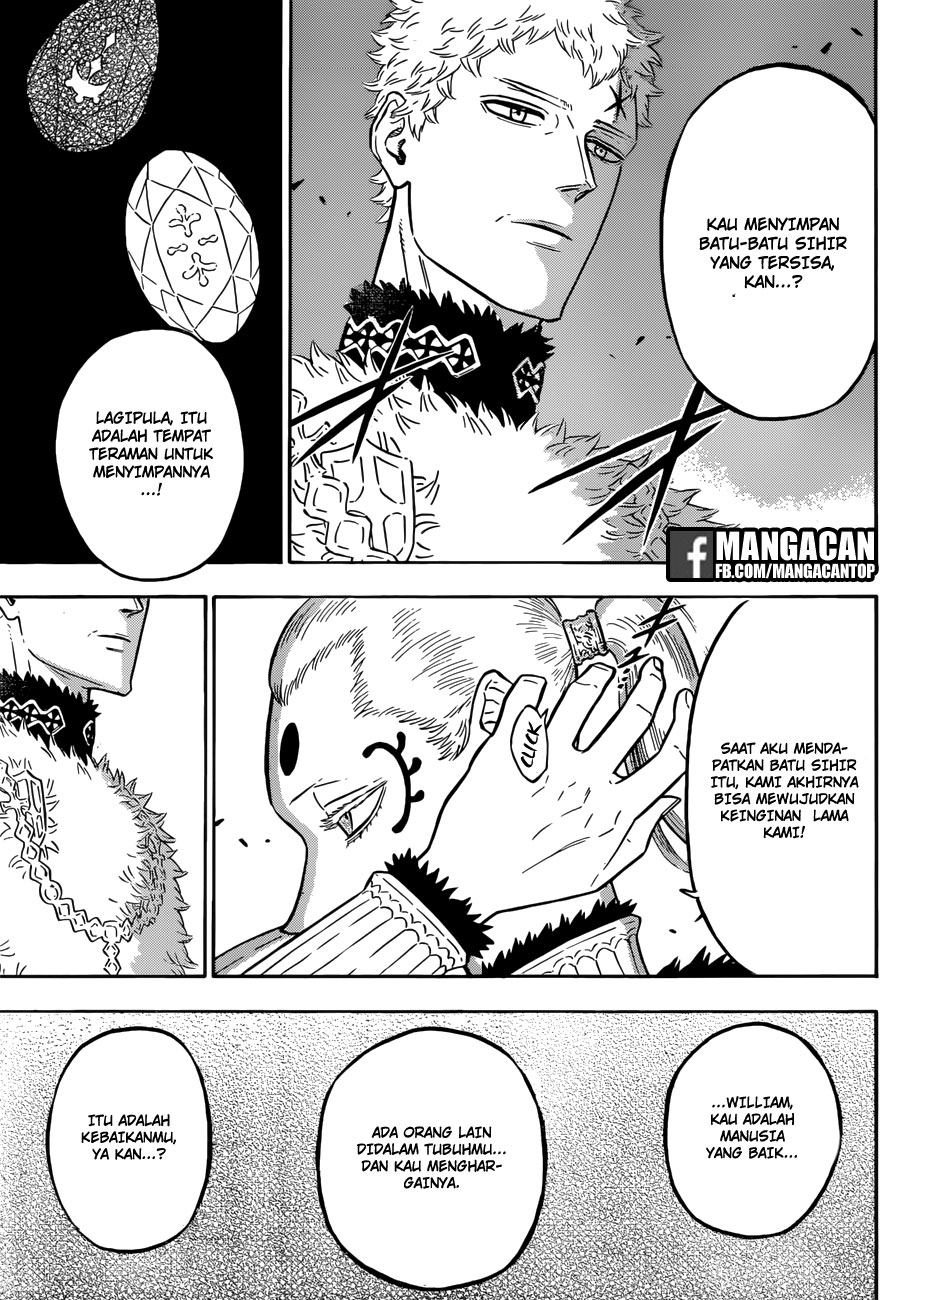 KAU MENYIMPAN
BATU-BATU SIHIR
YANG TERSISA,
KAN...?
LAGIPULA, ITU
ADALAH TEMPAT
TERAMAN UNTUK
MENYIMPANNYA
...!
MANGACAN
FB.COM/MANGACANTOP
SAAT AKU MENDA-
PATKAN BATU SIHIR
ITU, KAMI AKHIRNYA
BISA MEWUJUDKAN
KEINGINAN LAMA
KAMI!
CLICK
...WILLIAM,
KAU ADALAH
MANUSIA
YANG BAIK...
ADA ORANG LAIN
DIDALAM TUBUHMU...
DAN KAU MENGHAR-
GAINYA.
ITU ADALAH
KEBAIKANMU,
YA KAN...?